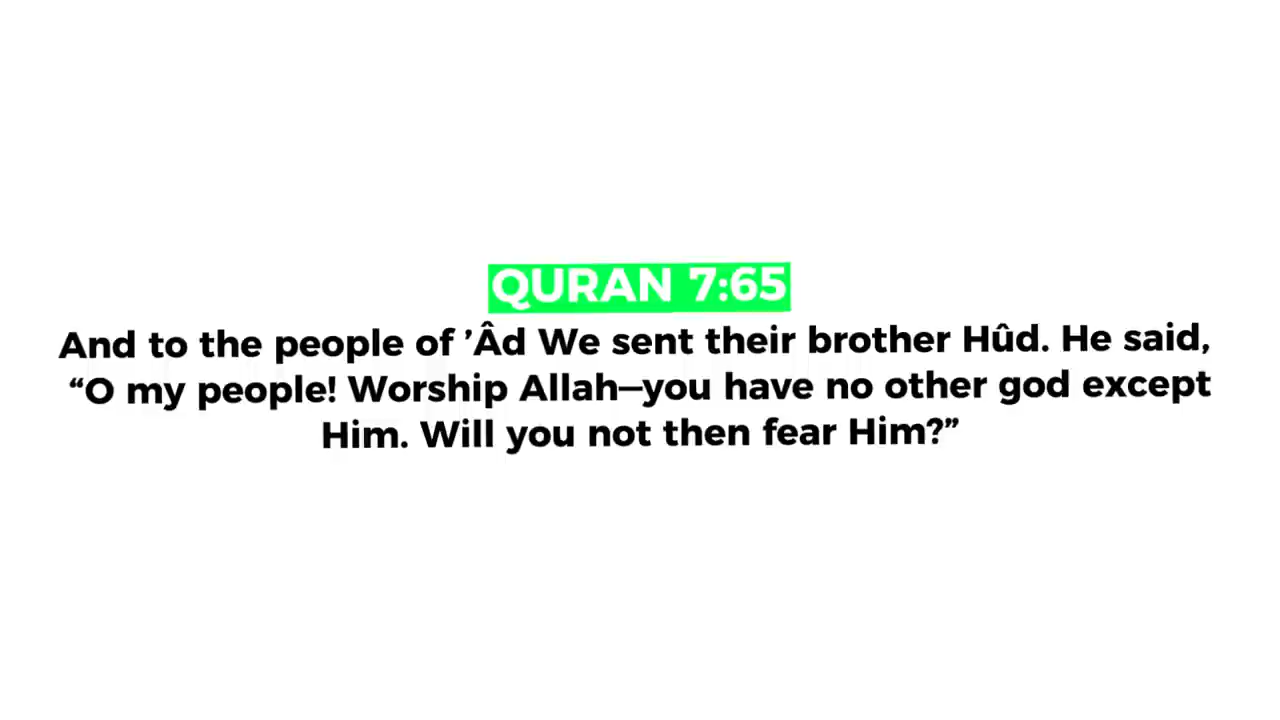 QURAN 7:65
And to the people of ’Âd We sent their brother Hûd. He said,
“O my people! Worship Allah—you have no other god except
Him. Will you not then fear Him?”